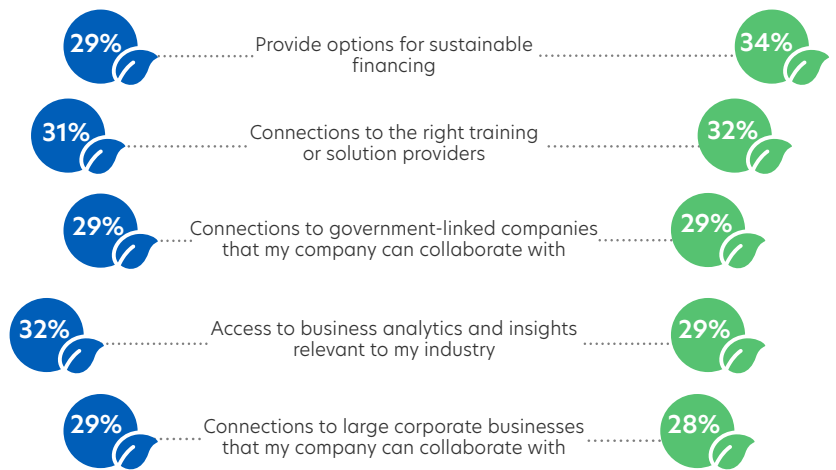 29%
Provide options for sustainable
financing
34%
31%
Connections to the right training
or solution providers
32%
29%
Connections to government-linked companies
that my company can collaborate with
29%
32%
Access to business analytics and insights
relevant to my industry
29%
29%
Connections to large corporate businesses
that my company can collaborate with
28%